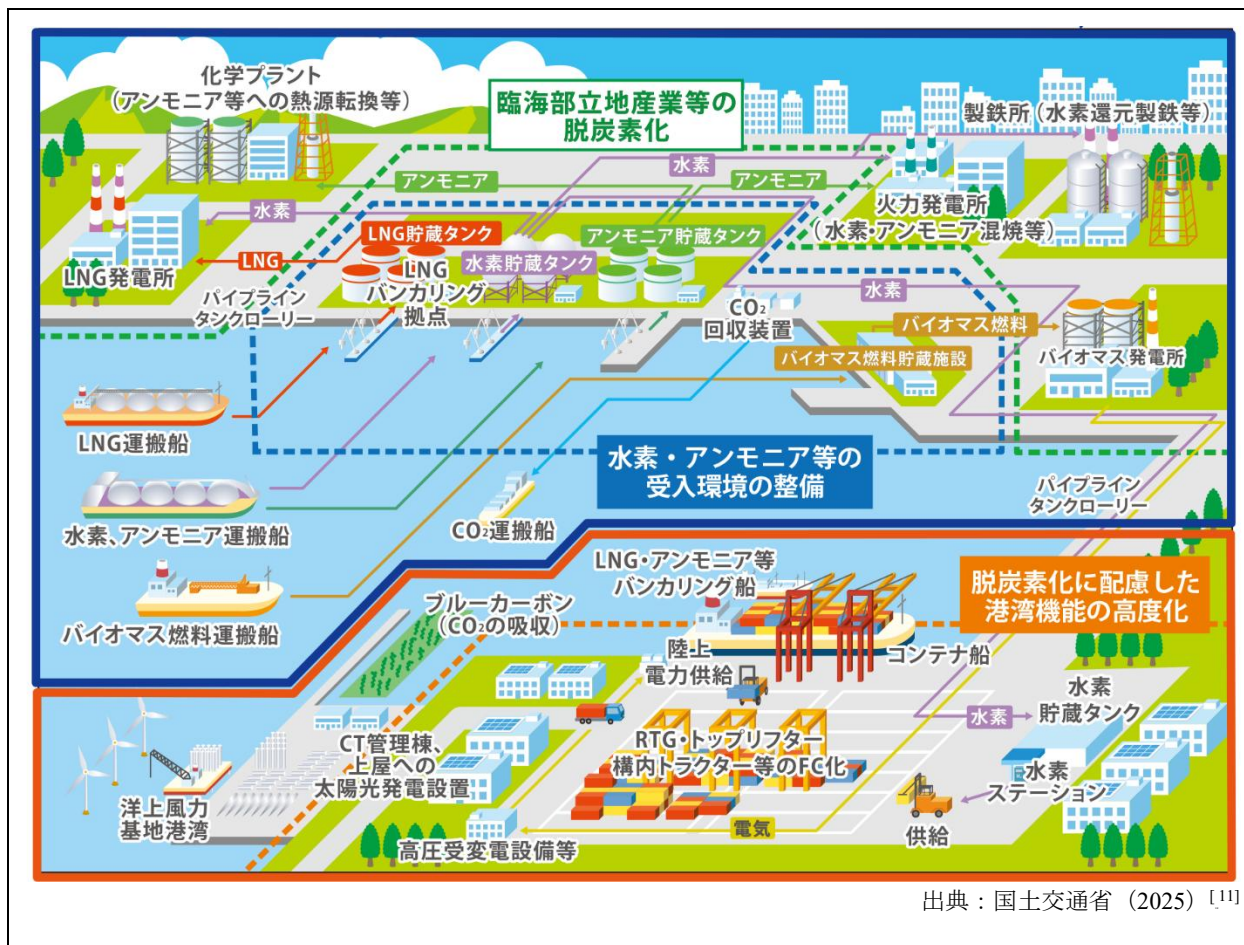 化学プラント
(アンモニア等への熱源転換等)
臨海部立地産業等の
脱炭素化
製鉄所(水素還元製鉄等)
水素
アンモニア
アンモニア
水素
火力発電所
(水素・アンモニア混焼等)
LNG貯蔵タンク
アンモニア貯蔵タンク
水素貯蔵タンク
LNG
LNG発電所
LNG
バンカリング
拠点
パイプライン
タンクローリー
CO2
回収装置
水素
バイオマス燃料
バイオマス燃料貯蔵施設
バイオマス発電所
LNG運搬船
水素・アンモニア等の
受入環境の整備
パイプライン
タンクローリー
水素、アンモニア運搬船
CO2運搬船
バイオマス燃料運搬船
LNG・アンモニア等
バンカリング船
脱炭素化に配慮した
港湾機能の高度化
ブルーカーボン
(CO2の吸収)
陸上
電力供給
コンテナ船
水素
貯蔵タンク
水素
CT管理棟、
上屋への
太陽光発電設置
RTG・トップリフター
構内トラクター等のFC化
水素
ステーション
洋上風力
基地港湾
高圧受変電設備等
電気
供給
出典：国土交通省（2025）[11]